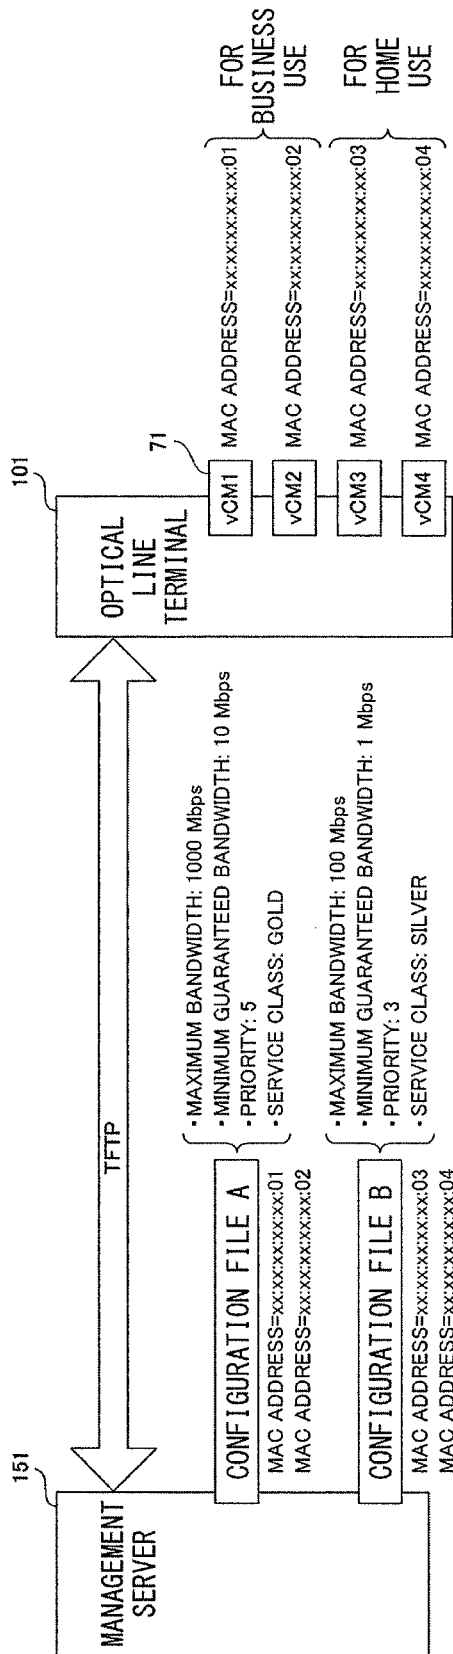 151
MANAGEMENT
SERVER
TFTP
CONFIGURATION FILE A
MAC ADDRESS=xx:xx:xx:xx:xx:01
MAC ADDRESS=xx:xx:xx:xx:xx:02
・MAXIMUM BANDWIDTH: 1000 Mbps
・MINIMUM GUARANTEED BANDWIDTH: 10 Mbps
・PRIORITY: 5
・SERVICE CLASS: GOLD
CONFIGURATION FILE B
MAC ADDRESS=xx:xx:xx:xx:xx:03
MAC ADDRESS=xx:xx:xx:xx:xx:04
・MAXIMUM BANDWIDTH: 100 Mbps
・MINIMUM GUARANTEED BANDWIDTH: 1 Mbps
・PRIORITY: 3
・SERVICE CLASS: SILVER
101
OPTICAL
LINE
TERMINAL
71
vCM1
MAC ADDRESS=xx:xx:xx:xx:xx:01
vCM2
MAC ADDRESS=xx:xx:xx:xx:xx:02
FOR
BUSINESS
USE
vCM3
MAC ADDRESS=xx:xx:xx:xx:xx:03
vCM4
MAC ADDRESS=xx:xx:xx:xx:xx:04
FOR
HOME
USE